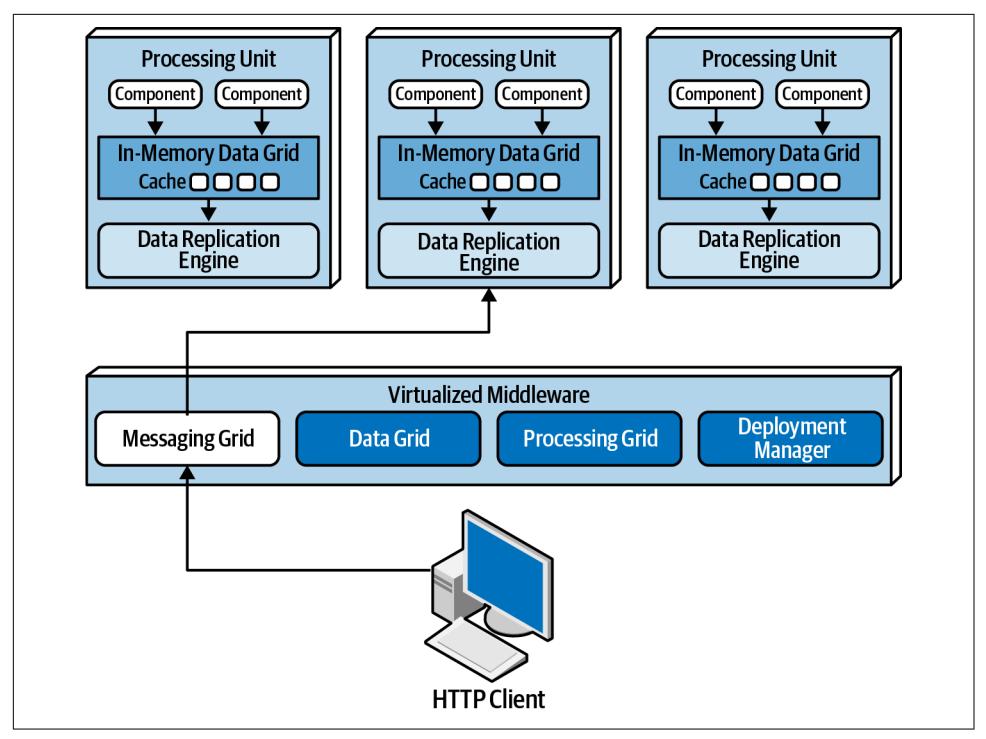 Processing Unit
Component
Component
In-Memory Data Grid
Cache
Data Replication
Engine
Processing Unit
Component
Component
In-Memory Data Grid
Cache
Data Replication
Engine
Processing Unit
Component
Component
In-Memory Data Grid
Cache
Data Replication
Engine
Virtualized Middleware
Messaging Grid
Data Grid
Processing Grid
Deployment
Manager
HTTP Client